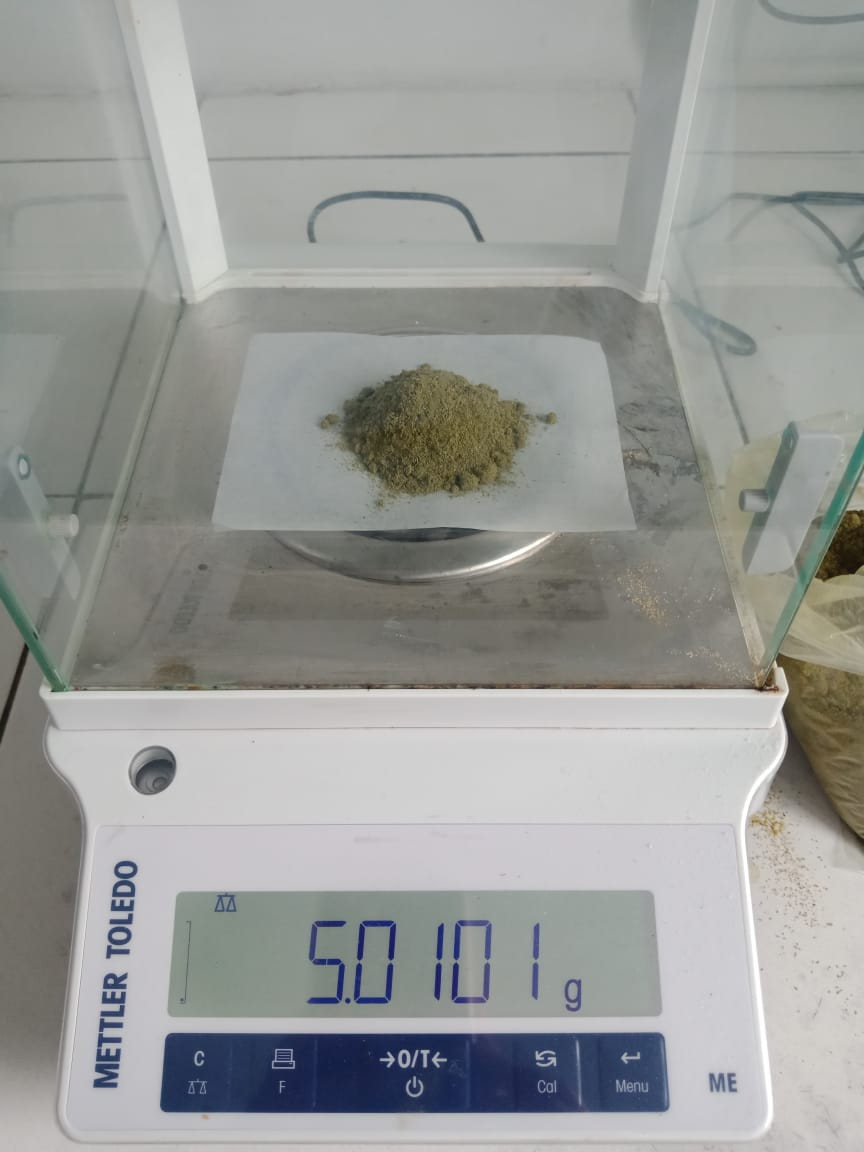 METTLER TOLEDO
5.0101 g
C
F
→0/T←
Cal
Menu
ME